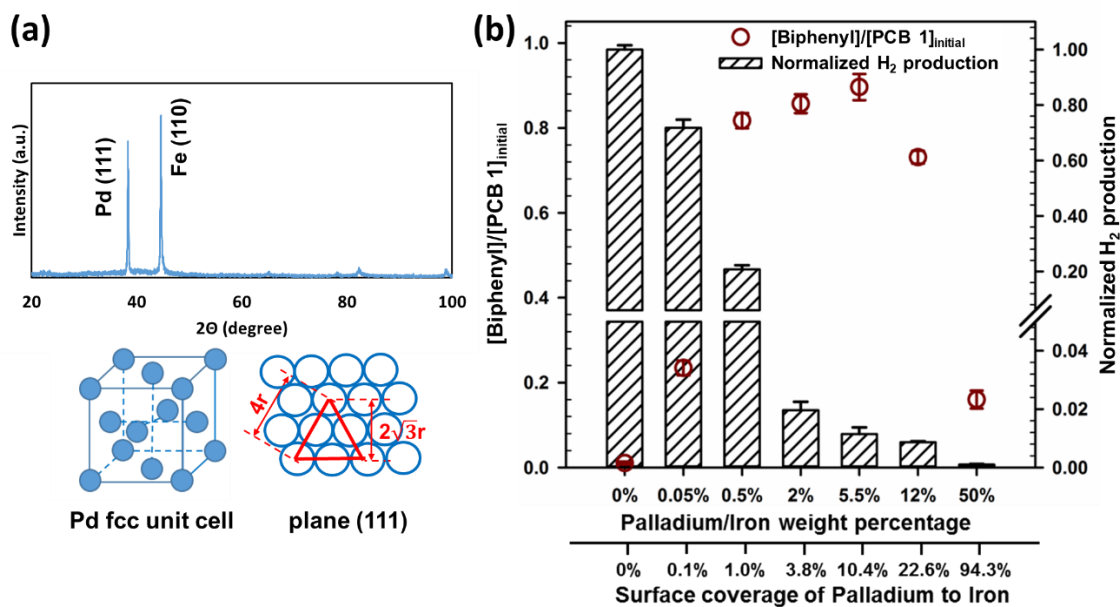 (a)
Intensity (a.u.)
Pd (111)
Fe (110)
20 40 60 80 100
2Θ (degree)
4r
2√3r
Pd fcc unit cell
plane (111)
(b)
[Biphenyl]/[PCB 1]initial
Normalized H2 production
[Biphenyl]/[PCB 1]initial
1.0
0.8
0.6
0.4
0.2
0.0
Normalized H2 production
1.00
0.80
0.60
0.40
0.20
0.04
0.02
0.00
0% 0.05% 0.5% 2% 5.5% 12% 50%
Palladium/Iron weight percentage
0% 0.1% 1.0% 3.8% 10.4% 22.6% 94.3%
Surface coverage of Palladium to Iron